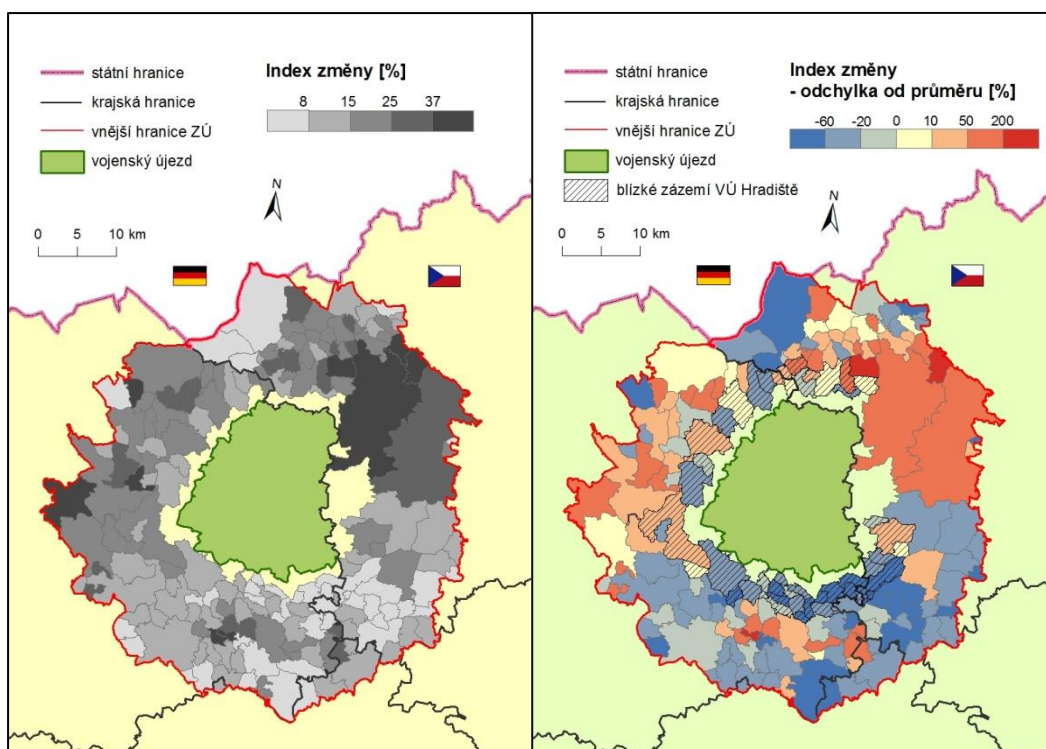 státní hranice
krajská hranice
vnější hranice ZÚ
vojenský újezd
Index změny [%]
8 15 25 37
N
0 5 10 km
státní hranice
krajská hranice
vnější hranice ZÚ
vojenský újezd
blízké zázemí VÚ Hradiště
Index změny
- odchylka od průměru [%]
-60 -20 0 10 50 200
N
0 5 10 km